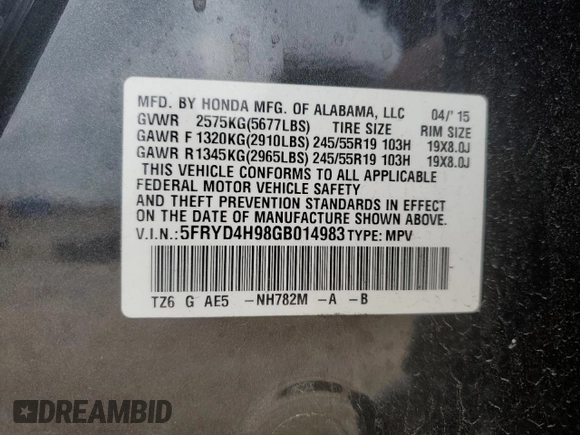 MFD. BY HONDA MFG. OF ALABAMA, LLC 04/'15
GVWR 2575KG(5677LBS) TIRE SIZE RIM SIZE
GAWR F 1320KG(2910LBS) 245/55R19 103H 19X8.0J
GAWR R1345KG(2965LBS) 245/55R19 103H 19X8.0J
THIS VEHICLE CONFORMS TO ALL APPLICABLE
FEDERAL MOTOR VEHICLE SAFETY
AND THEFT PREVENTION STANDARDS IN EFFECT
ON THE DATE OF MANUFACTURE SHOWN ABOVE.
V.I.N.:5FRYD4H98GB014983 TYPE: MPV
TZ6 G AE5 -NH782M -A -B
DREAMBID